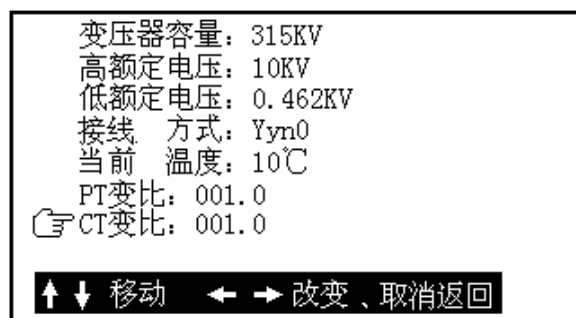 变压器容量：315KV
高额定电压：10KV
低额定电压：0.462KV
接线 方式：Yyn0
当前 温度：10℃
PT变比：001.0
CT变比：001.0
↑↓ 移动 ←→改变、取消返回